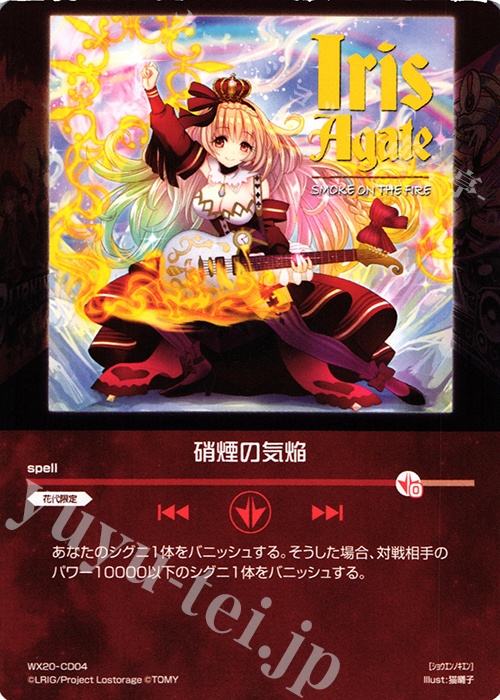 Iris
Agate
SMOKE ON THE FIRE
硝煙の気焔
spell
0
花代限定
あなたのシグニ1体をバニッシュする。そうした場合、対戦相手の
パワー10000以下のシグニ1体をバニッシュする。
yuyu-tei.jp
WX20-CD04
[ショウエンノキエン]
©LRIG/Project Lostorage ©TOMY
Illust:猫囃子